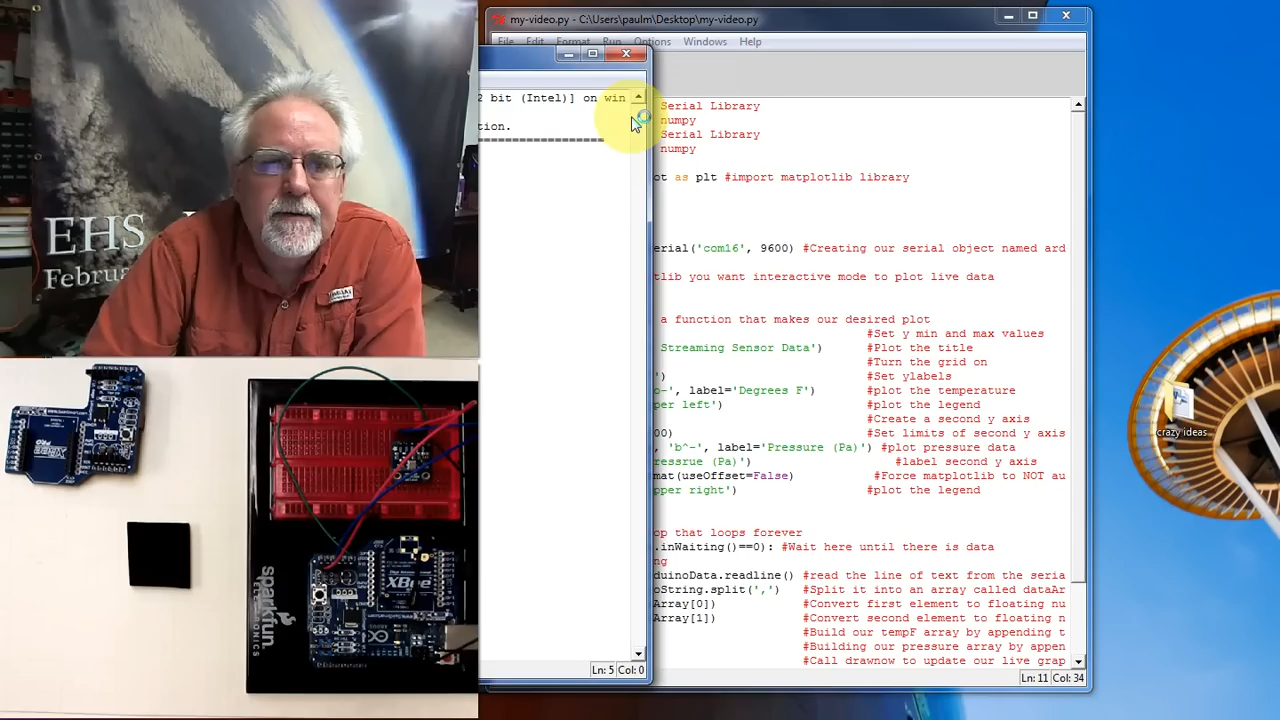 my-video.py - C:\Users\paulm\Desktop\my-video.py
File Edit Format Run Options Windows Help
2 bit (Intel)] on win
tion.
===============
Serial Library
numpy
Serial Library
numpy
ot as plt #import matplotlib library
erial('com16', 9600) #Creating our serial object named ard
tlib you want interactive mode to plot live data
a function that makes our desired plot
#Set y min and max values
Streaming Sensor Data') #Plot the title
#Turn the grid on
') #Set ylabels
o-', label='Degrees F') #plot the temperature
per left') #plot the legend
#Create a second y axis
00) #Set limits of second y axis
, 'b^-', label='Pressure (Pa)') #plot pressure data
ressrue (Pa)') #label second y axis
mat(useOffset=False) #Force matplotlib to NOT au
pper right') #plot the legend
op that loops forever
.inWaiting()==0): #Wait here until there is data
ng
duinoData.readline() #read the line of text from the seria
oString.split(',') #Split it into an array called dataAr
Array[0]) #Convert first element to floating nu
Array[1]) #Convert second element to floating n
#Build our tempF array by appending t
#Building our pressure array by appen
#Call drawnow to update our live grap
Ln: 5 Col: 0
Ln: 11 Col: 34
crazy ideas
EHS
Februa
XBee
sparkfun
ELECTRONICS